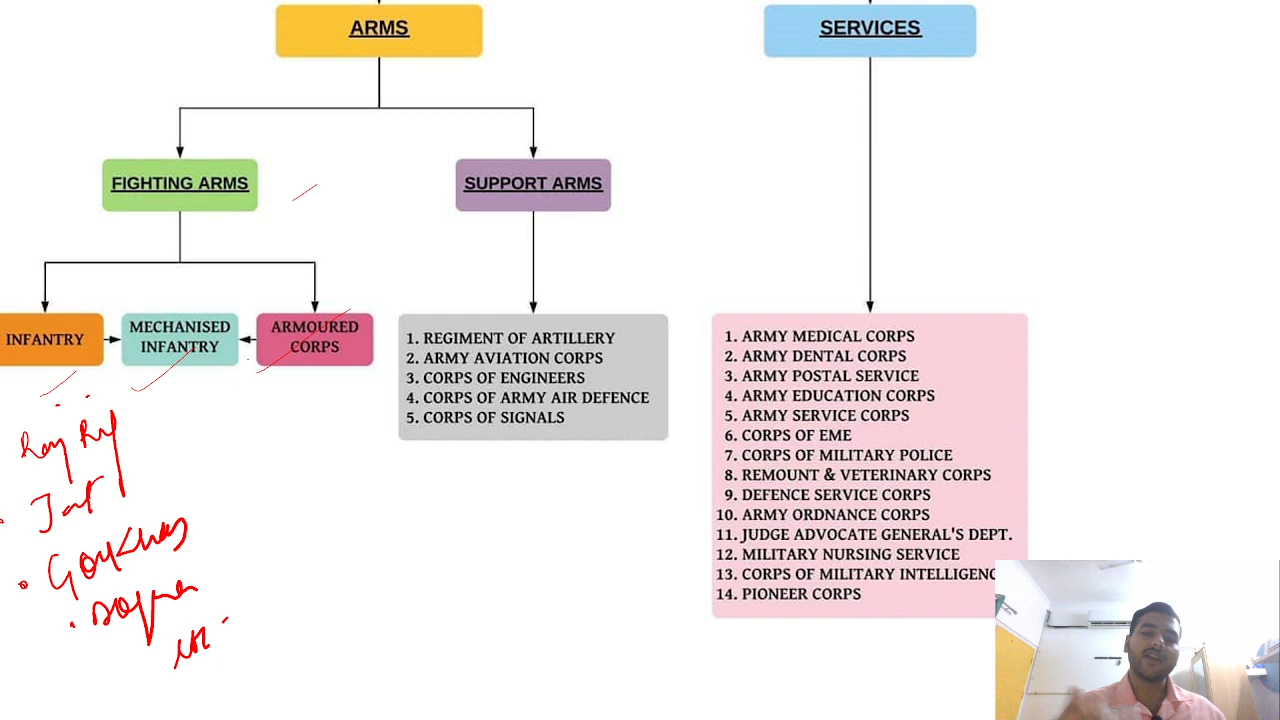 ARMS
SERVICES
FIGHTING ARMS
SUPPORT ARMS
INFANTRY
MECHANISED
INFANTRY
ARMOURED
CORPS
1. REGIMENT OF ARTILLERY
2. ARMY AVIATION CORPS
3. CORPS OF ENGINEERS
4. CORPS OF ARMY AIR DEFENCE
5. CORPS OF SIGNALS
1. ARMY MEDICAL CORPS
2. ARMY DENTAL CORPS
3. ARMY POSTAL SERVICE
4. ARMY EDUCATION CORPS
5. ARMY SERVICE CORPS
6. CORPS OF EME
7. CORPS OF MILITARY POLICE
8. REMOUNT & VETERINARY CORPS
9. DEFENCE SERVICE CORPS
10. ARMY ORDNANCE CORPS
11. JUDGE ADVOCATE GENERAL'S DEPT.
12. MILITARY NURSING SERVICE
13. CORPS OF MILITARY INTELLIGENC
14. PIONEER CORPS
Raj Rif
Jat
Gorkhas